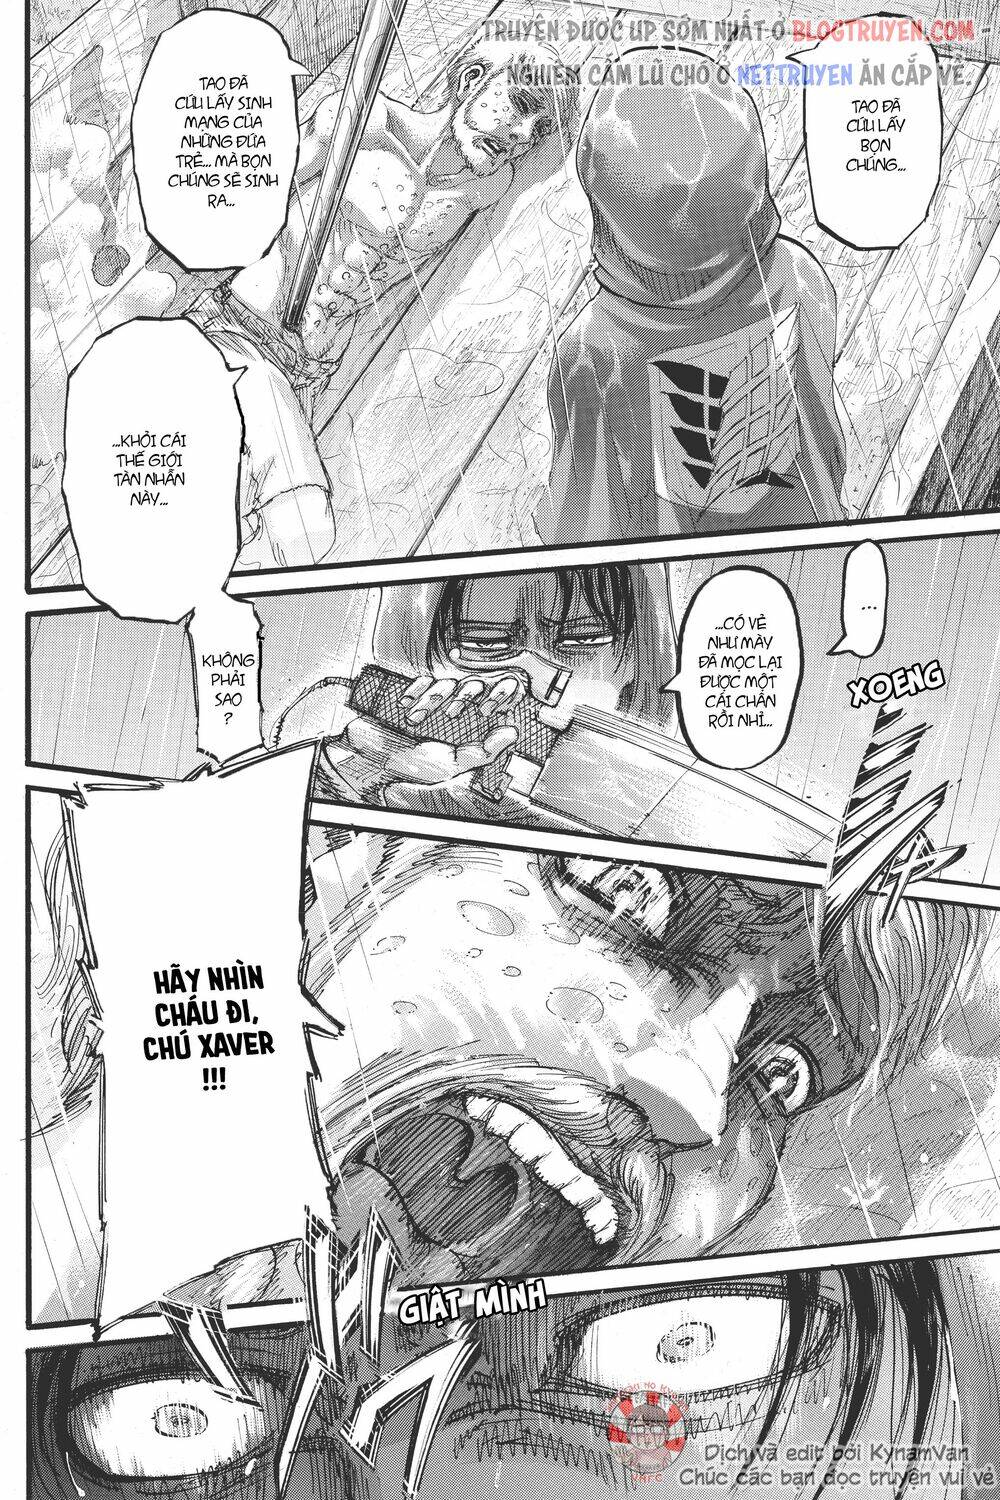 TRUYỆN ĐƯỢC UP SỚM NHẤT Ở BLOGTRUYEN.COM -
NGHIÊM CẤM LŨ CHÓ Ở NETTRUYEN ĂN CẮP VỀ.
TAO ĐÃ
CỨU LẤY
BỌN
CHÚNG...
TAO ĐÃ
CỨU LẤY SINH
MẠNG CỦA
NHỮNG ĐỨA
TRẺ... MÀ BỌN
CHÚNG SẼ SINH
RA...
...KHỎI CÁI
THẾ GIỚI
TÀN NHẪN
NÀY...
...
XOENG
...CÓ VẺ
NHƯ MÀY
ĐÃ MỌC LẠI
ĐƯỢC MỘT
CÁI CHÂN
RỒI NHỈ...
KHÔNG
PHẢI
SAO
?
HÃY NHÌN
CHÁU ĐI,
CHÚ XAVER
!!!
GIẬT MÌNH
VNFC
Dịch và edit bởi KynamVan
Chúc các bạn đọc truyện vui vẻ